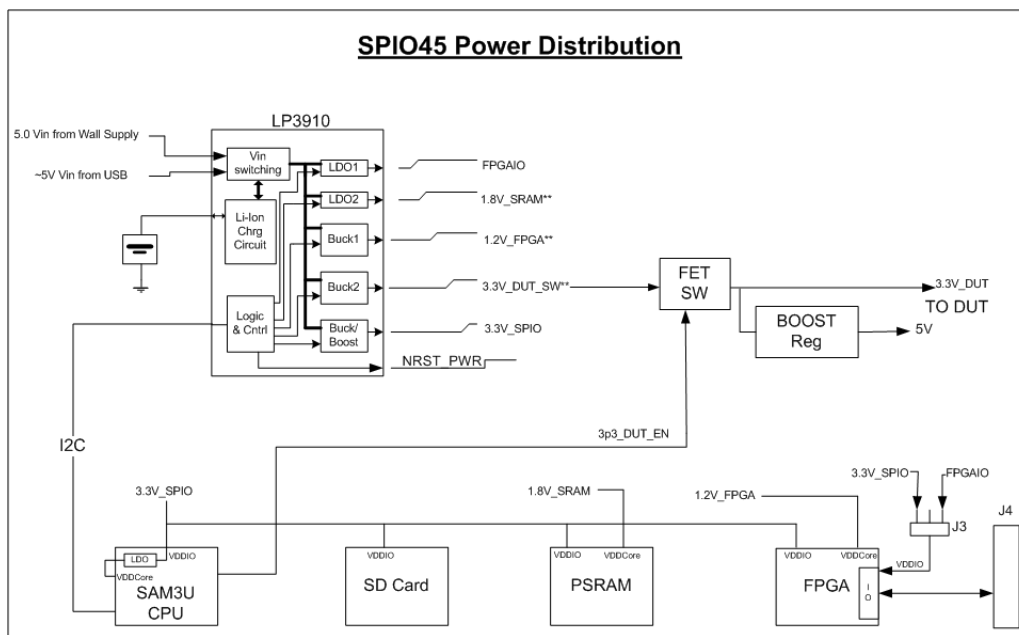 SPIO45 Power Distribution
LP3910
5.0 Vin from Wall Supply
~5V Vin from USB
Vin
switching
Li-Ion
Chrg
Circuit
Logic
& Cntrl
LDO1
LDO2
Buck1
Buck2
Buck/
Boost
FPGAIO
1.8V_SRAM**
1.2V_FPGA**
3.3V_DUT_SW**
3.3V_SPIO
NRST_PWR
FET
SW
3.3V_DUT
TO DUT
BOOST
Reg
5V
I2C
3p3_DUT_EN
3.3V_SPIO
1.8V_SRAM
1.2V_FPGA
3.3V_SPIO
FPGAIO
J3
J4
LDO
VDDIO
VDDCore
SAM3U
CPU
VDDIO
SD Card
VDDIO
VDDCore
PSRAM
VDDIO
VDDCore
FPGA
VDDIO
I
O